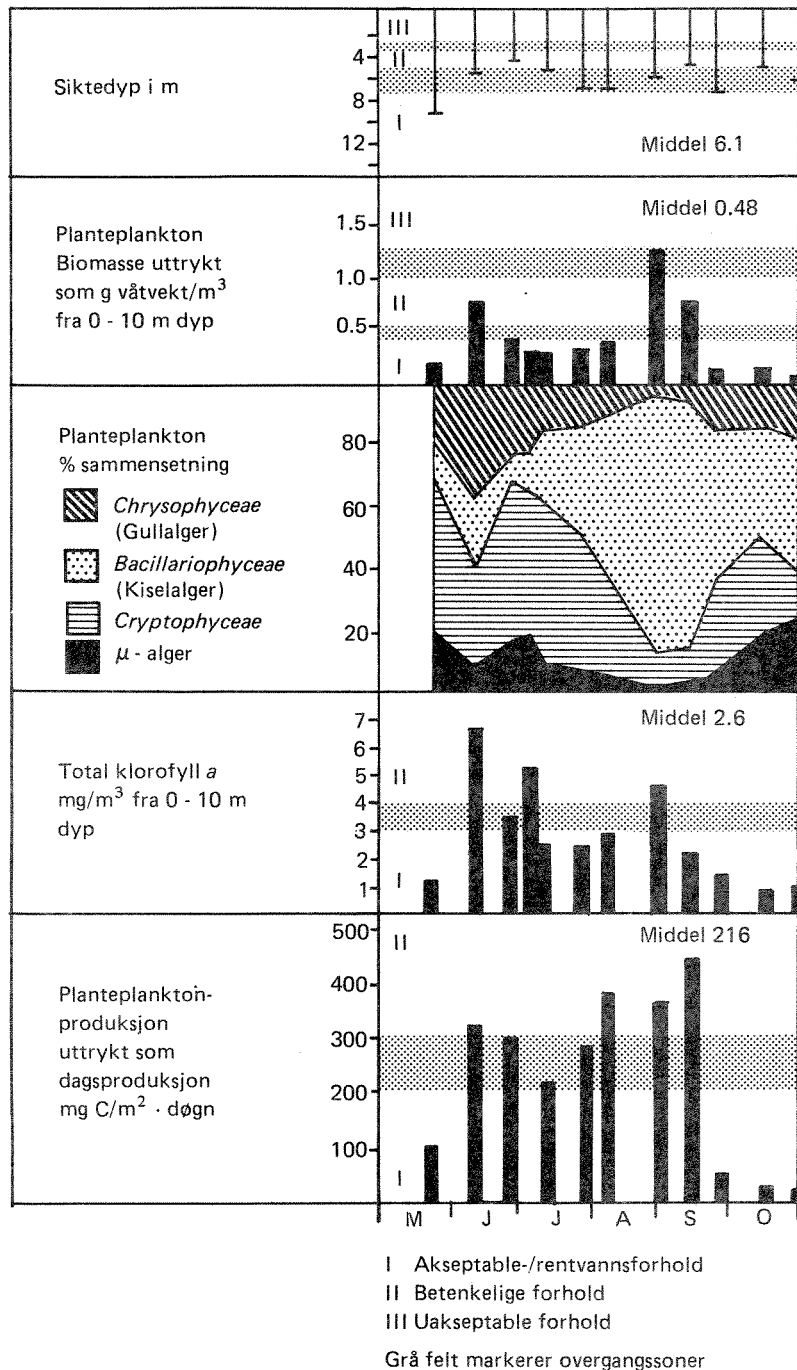 Siktedyp i m
4
8
12
III
II
I
Middel 6.1
Planteplankton
Biomasse uttrykt
som g våtvekt/m³
fra 0 - 10 m dyp
1.5
1.0
0.5
III
II
I
Middel 0.48
Planteplankton
% sammensetning
Chrysophyceae
(Gullalger)
Bacillariophyceae
(Kiselalger)
Cryptophyceae
μ - alger
80
60
40
20
Total klorofyll a
mg/m³ fra 0 - 10 m
dyp
7
6
5
4
3
2
1
II
I
Middel 2.6
Planteplankton-
produksjon
uttrykt som
dagsproduksjon
mg C/m² · døgn
500
400
300
200
100
II
I
Middel 216
M J J A S O
I Akseptable-/rentvannsforhold
II Betenkelige forhold
III Uakseptable forhold
Grå felt markerer overgangssoner